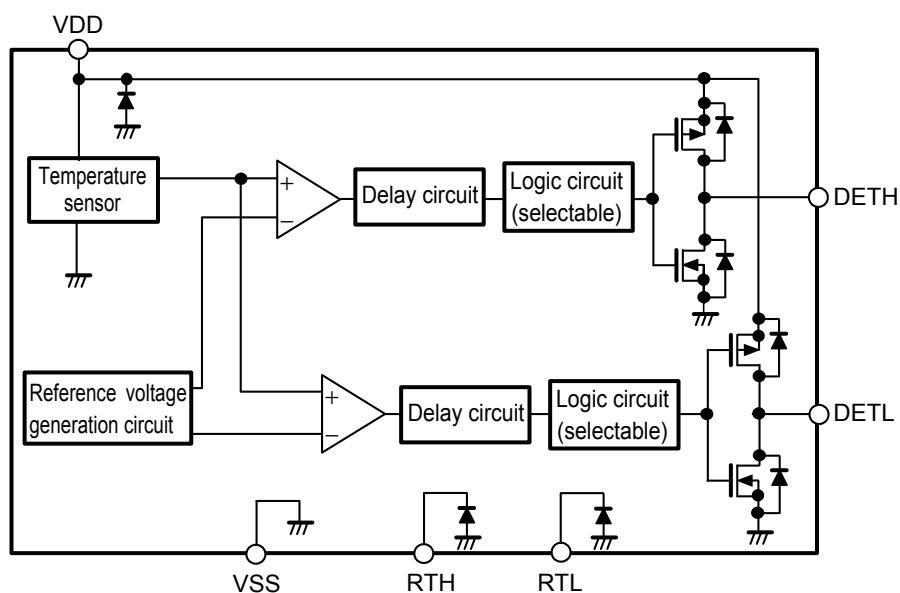 VDD
Temperature
sensor
+
−
Delay circuit
Logic circuit
(selectable)
DETH
Reference voltage
generation circuit
+
−
Delay circuit
Logic circuit
(selectable)
DETL
VSS
RTH
RTL